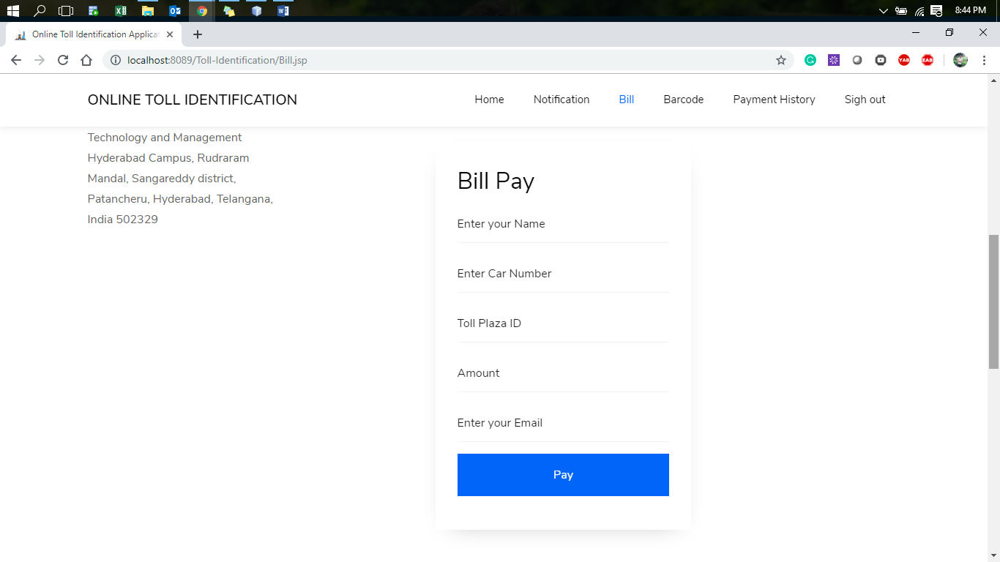 8:44 PM
Online Toll Identification Applicat
localhost:8089/Toll-Identification/Bill.jsp
YAB
EAB
ONLINE TOLL IDENTIFICATION
Home Notification Bill Barcode Payment History Sigh out
Technology and Management
Hyderabad Campus, Rudraram
Mandal, Sangareddy district,
Patancheru, Hyderabad, Telangana,
India 502329
Bill Pay
Enter your Name
Enter Car Number
Toll Plaza ID
Amount
Enter your Email
Pay